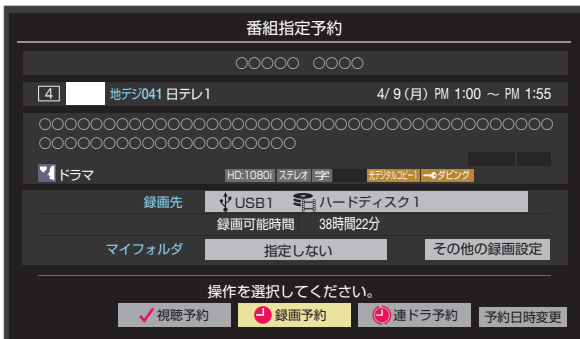 番組指定予約
○○○○○ ○○○○
4 地デジ041 日テレ1 4/ 9 (月) PM 1:00 ～ PM 1:55
○○○○○○○○○○○○○○○○○○○○○○○○○○○○○○○○○○○○○○○○
○○○○○○○○○○○○○○○○○○○○
ドラマ HD:1080i ステレオ 字 光デジタルコピー1 ダビング
録画先 USB1 ハードディスク1
録画可能時間 38時間22分
マイフォルダ 指定しない その他の録画設定
操作を選択してください。
視聴予約 録画予約 連ドラ予約 予約日時変更